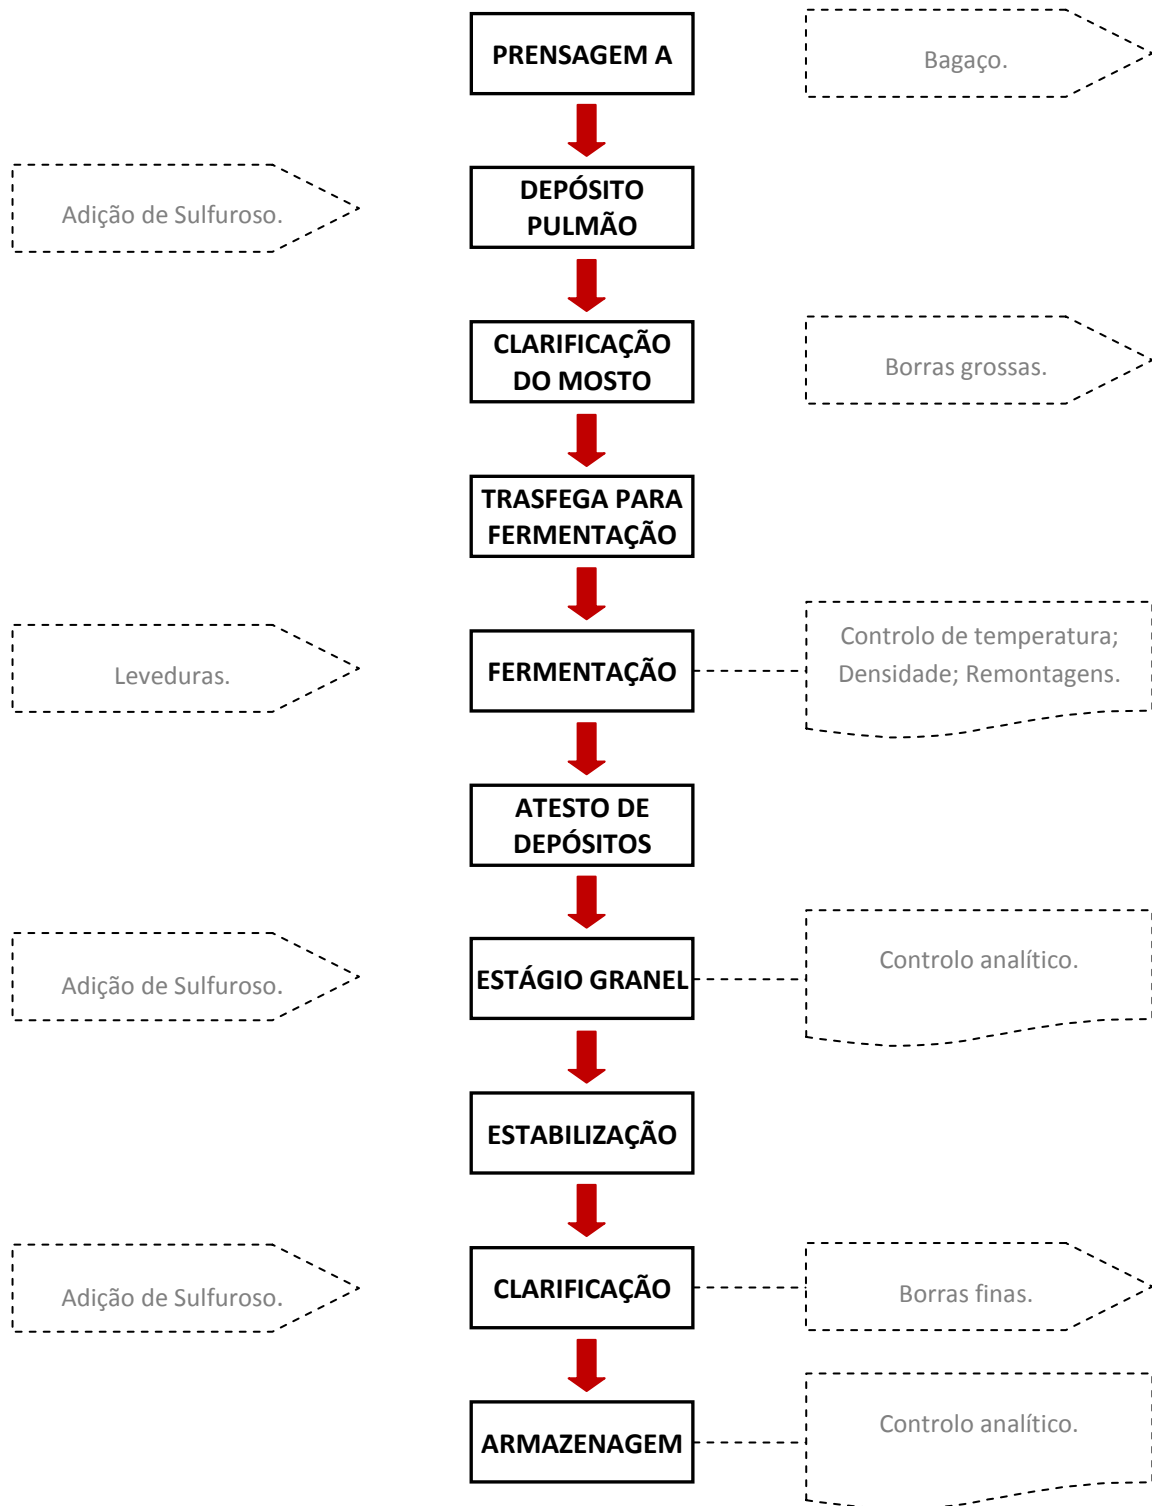 PRENSAGEM A
Bagaço.
Adição de Sulfuroso.
DEPÓSITO
PULMÃO
CLARIFICAÇÃO
DO MOSTO
Borras grossas.
TRASFEGA PARA
FERMENTAÇÃO
Leveduras.
FERMENTAÇÃO
Controlo de temperatura;
Densidade; Remontagens.
ATESTO DE
DEPÓSITOS
Adição de Sulfuroso.
ESTÁGIO GRANEL
Controlo analítico.
ESTABILIZAÇÃO
Adição de Sulfuroso.
CLARIFICAÇÃO
Borras finas.
ARMAZENAGEM
Controlo analítico.